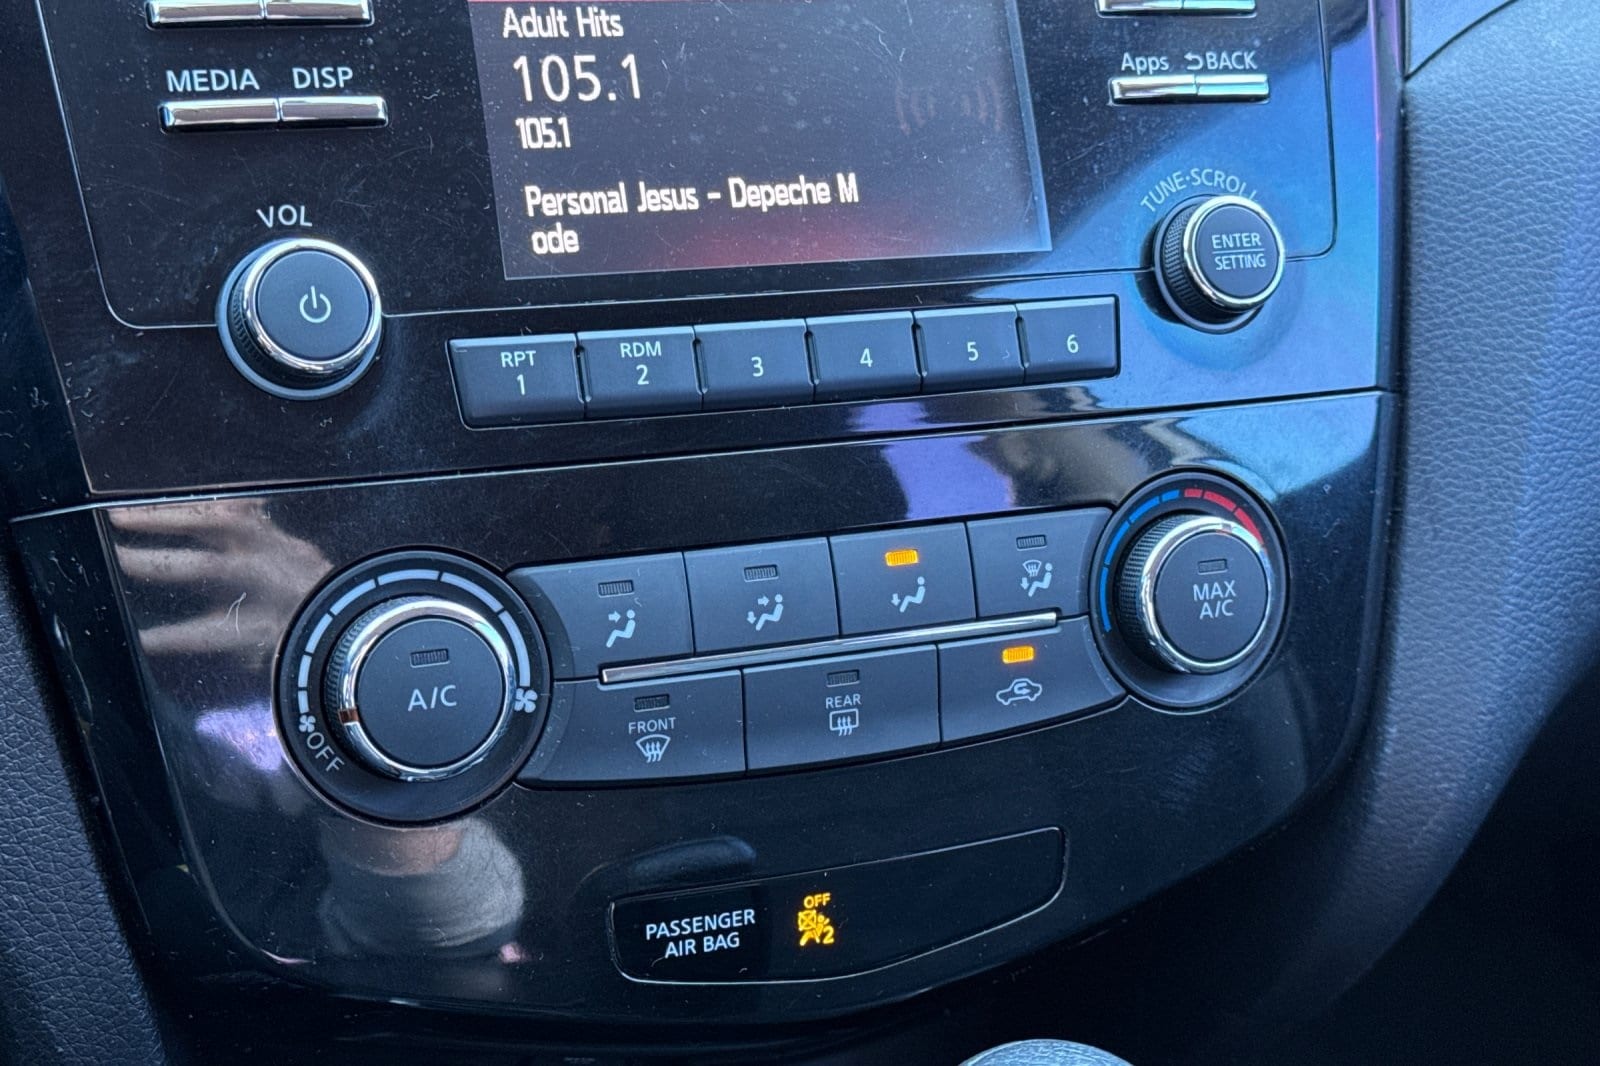 Adult Hits
105.1
105.1
Personal Jesus - Depeche M
ode
MEDIA DISP
Apps BACK
VOL
TUNE·SCROLL
ENTER
SETTING
RPT
1
RDM
2
3
4
5
6
A/C
OFF
MAX
A/C
FRONT
REAR
PASSENGER
AIR BAG
OFF
2